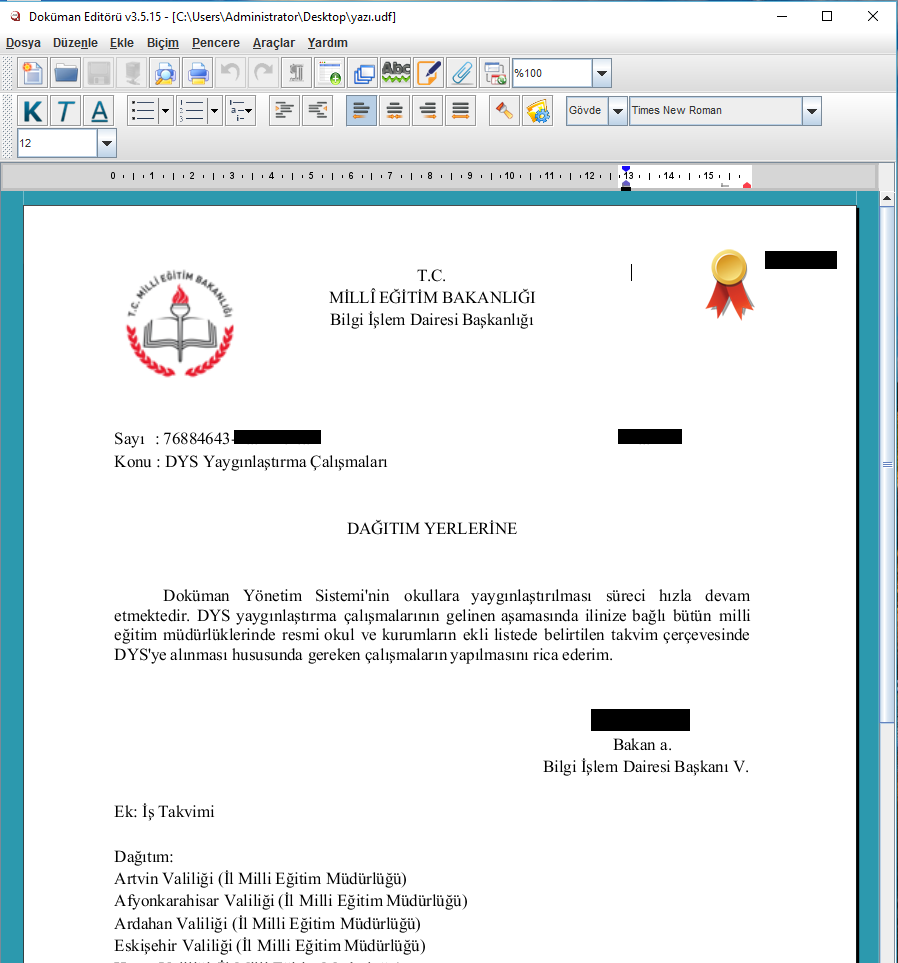 Doküman Editörü v3.5.15 - [C:\Users\Administrator\Desktop\yazı.udf]
Dosya Düzenle Ekle Biçim Pencere Araçlar Yardım
Abc %100
K T A Gövde Times New Roman
12
0 1 2 3 4 5 6 7 8 9 10 11 12 13 14 15
T.C. MİLLİ EĞİTİM BAKANLIĞI
T.C.
MİLLÎ EĞİTİM BAKANLIĞI
Bilgi İşlem Dairesi Başkanlığı
Sayı : 76884643-
Konu : DYS Yaygınlaştırma Çalışmaları
DAĞITIM YERLERİNE
Doküman Yönetim Sistemi'nin okullara yaygınlaştırılması süreci hızla devam
etmektedir. DYS yaygınlaştırma çalışmalarının gelinen aşamasında ilinize bağlı bütün milli
eğitim müdürlüklerinde resmi okul ve kurumların ekli listede belirtilen takvim çerçevesinde
DYS'ye alınması hususunda gereken çalışmaların yapılmasını rica ederim.
Bakan a.
Bilgi İşlem Dairesi Başkanı V.
Ek: İş Takvimi
Dağıtım:
Artvin Valiliği (İl Milli Eğitim Müdürlüğü)
Afyonkarahisar Valiliği (İl Milli Eğitim Müdürlüğü)
Ardahan Valiliği (İl Milli Eğitim Müdürlüğü)
Eskişehir Valiliği (İl Milli Eğitim Müdürlüğü)